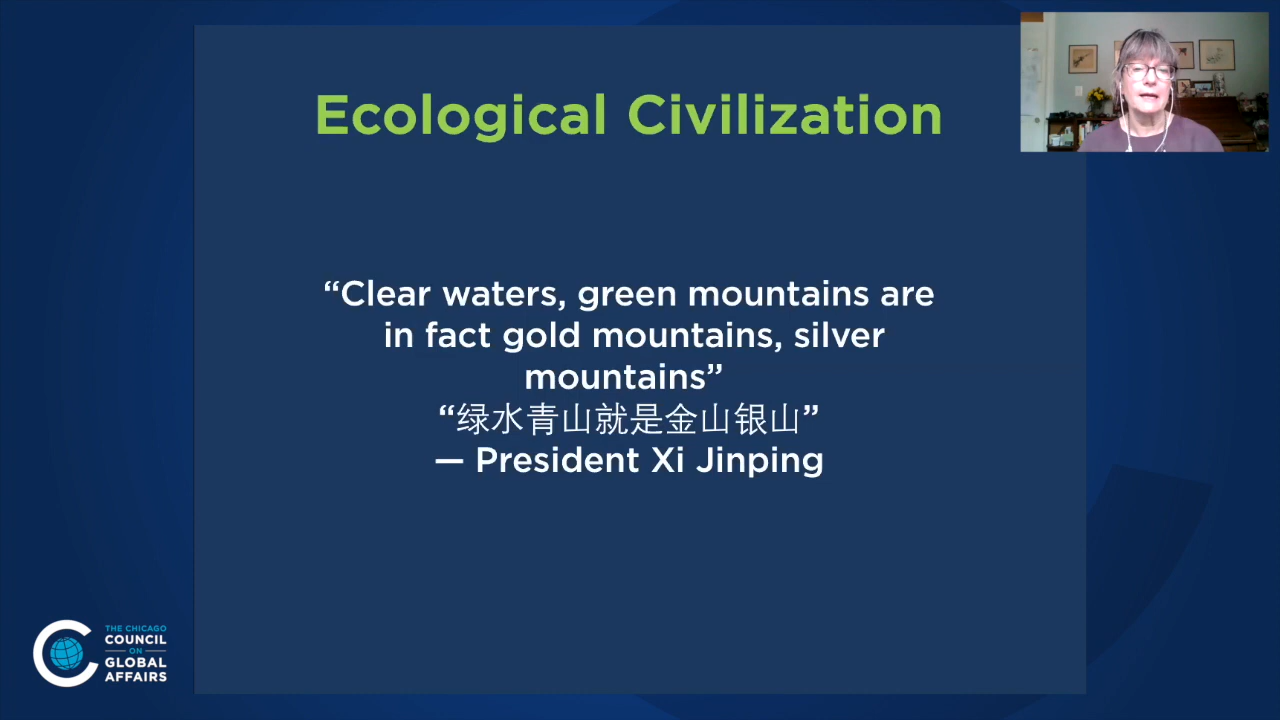 Ecological Civilization
“Clear waters, green mountains are
in fact gold mountains, silver
mountains”
“绿水青山就是金山银山”
— President Xi Jinping
THE CHICAGO
COUNCIL
ON
GLOBAL
AFFAIRS